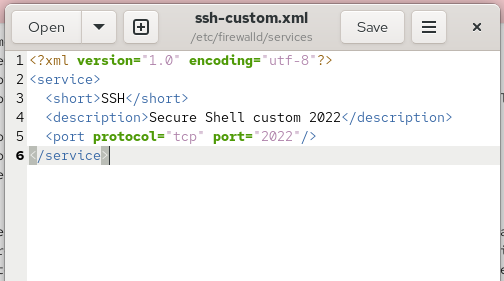 Open
ssh-custom.xml
/etc/firewalld/services
Save
1 <?xml version="1.0" encoding="utf-8"?>
2 <service>
3   <short>SSH</short>
4   <description>Secure Shell custom 2022</description>
5   <port protocol="tcp" port="2022"/>
6 </service>